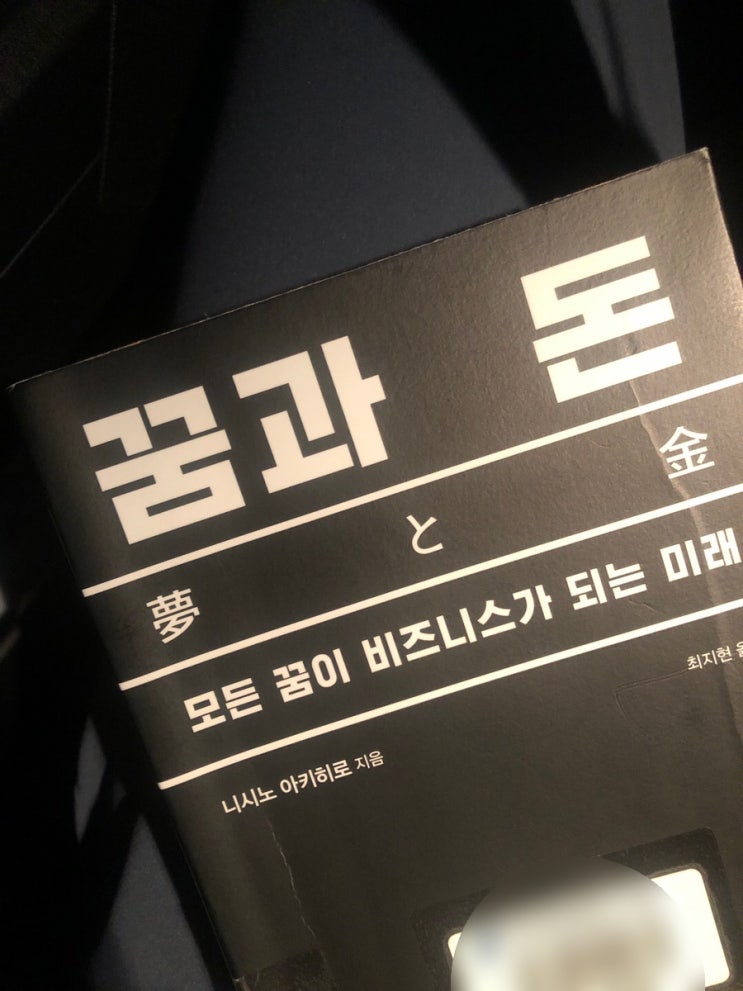 꿈과 돈
夢 と 金
모든 꿈이 비즈니스가 되는 미래
최지현
니시노 아키히로 지음